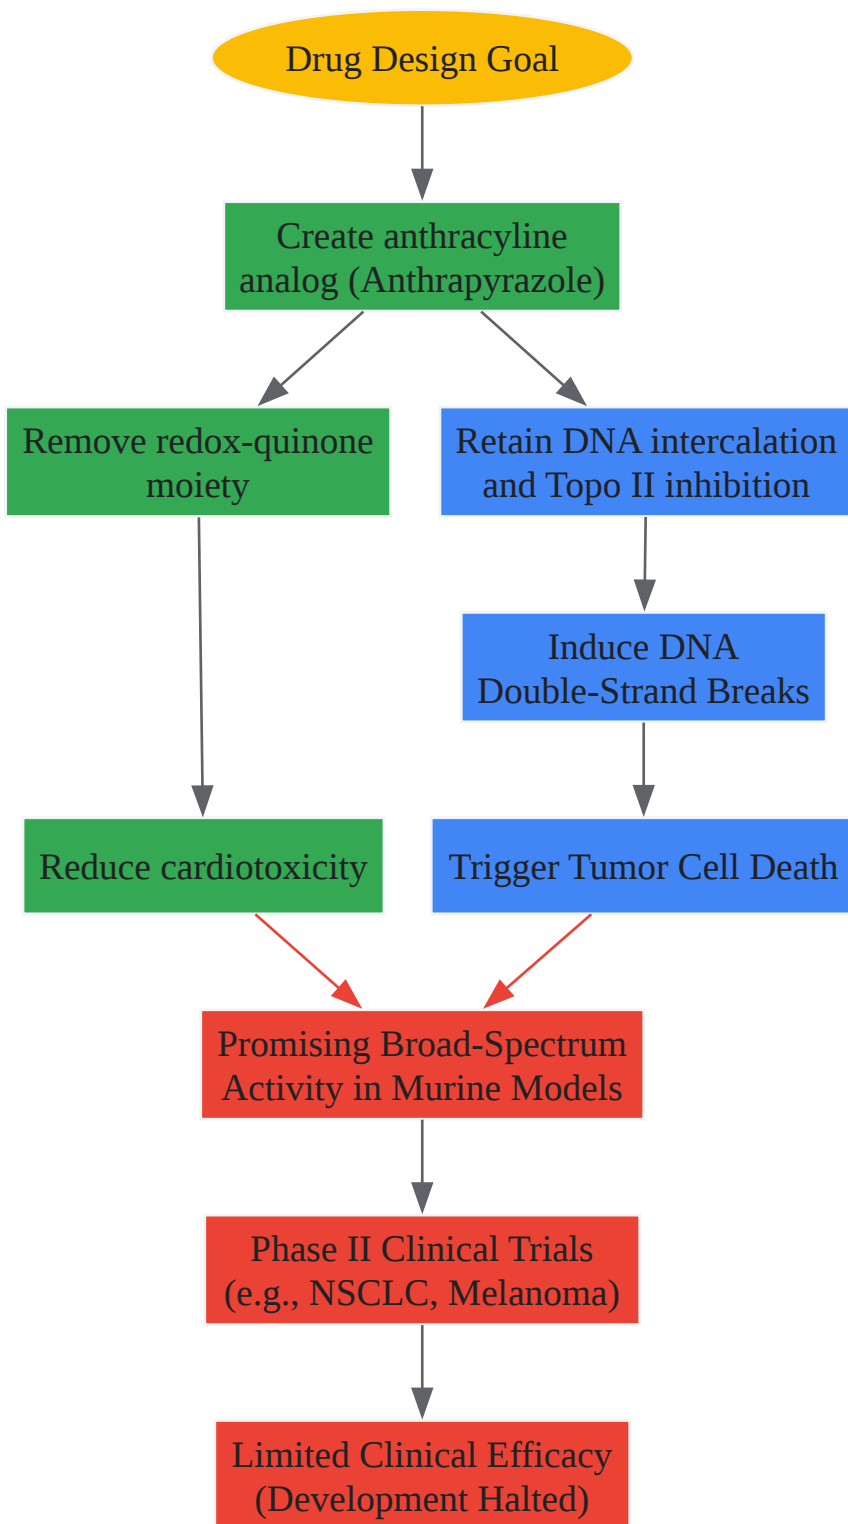 Drug Design Goal
Create anthracyline
analog (Anthrapyrazole)
Remove redox-quinone
moiety
Retain DNA intercalation
and Topo II inhibition
Induce DNA
Double-Strand Breaks
Reduce cardiotoxicity
Trigger Tumor Cell Death
Promising Broad-Spectrum
Activity in Murine Models
Phase II Clinical Trials
(e.g., NSCLC, Melanoma)
Limited Clinical Efficacy
(Development Halted)